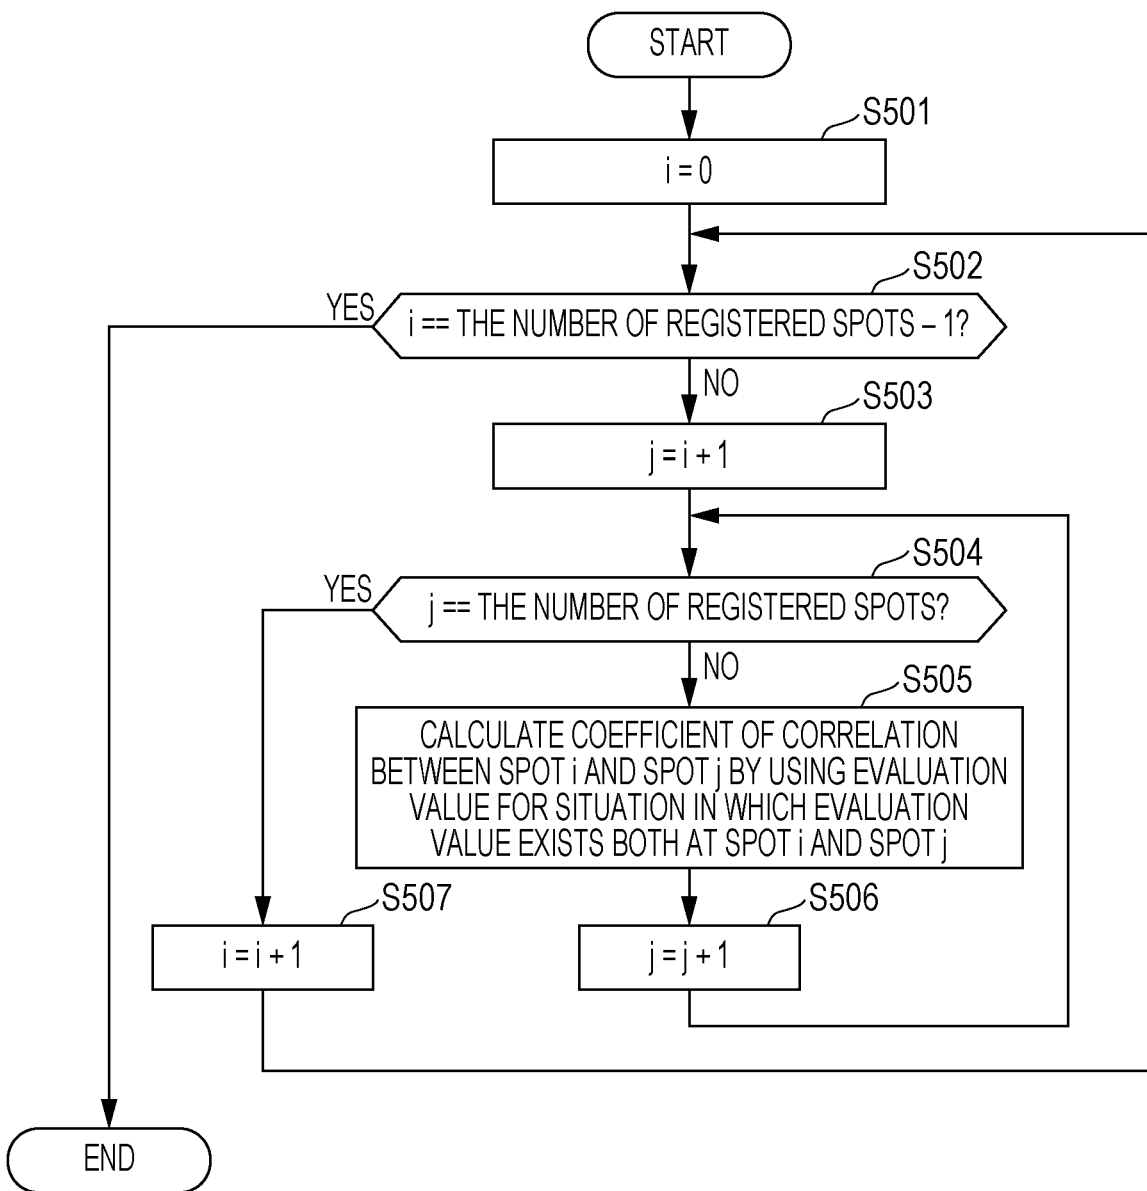 START
S501
i = 0
S502
YES
i == THE NUMBER OF REGISTERED SPOTS – 1?
NO
S503
j = i + 1
S504
YES
j == THE NUMBER OF REGISTERED SPOTS?
NO
S505
CALCULATE COEFFICIENT OF CORRELATION
BETWEEN SPOT i AND SPOT j BY USING EVALUATION
VALUE FOR SITUATION IN WHICH EVALUATION
VALUE EXISTS BOTH AT SPOT i AND SPOT j
S507
S506
i = i + 1
j = j + 1
END